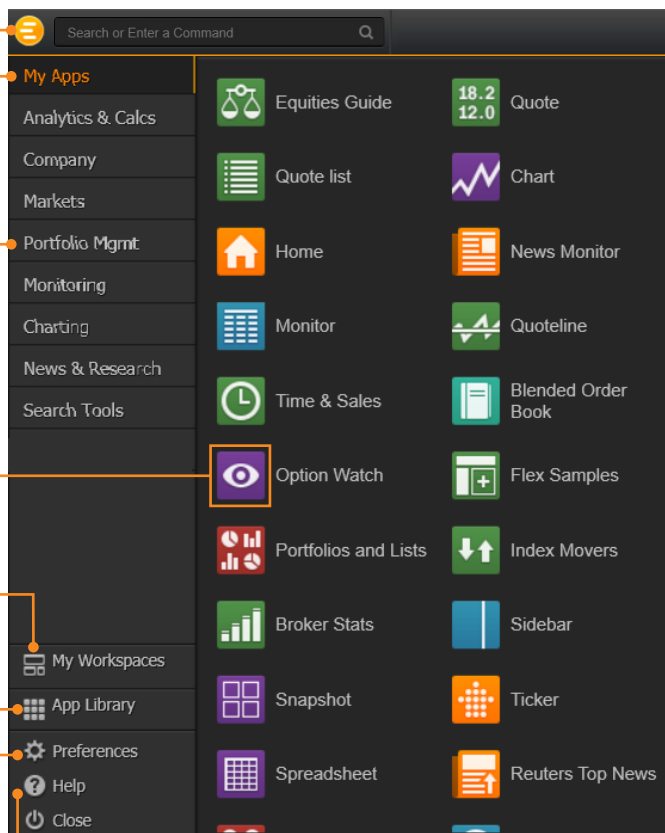 Search or Enter a Command
My Apps
Analytics & Calcs
Company
Markets
Portfolio Mgmt
Monitoring
Charting
News & Research
Search Tools
My Workspaces
App Library
Preferences
Help
Close
Equities Guide
18.2
12.0
Quote
Quote list
Chart
Home
News Monitor
Monitor
Quoteline
Time & Sales
Blended Order
Book
Option Watch
Flex Samples
Portfolios and Lists
Index Movers
Broker Stats
Sidebar
Snapshot
Ticker
Spreadsheet
Reuters Top News